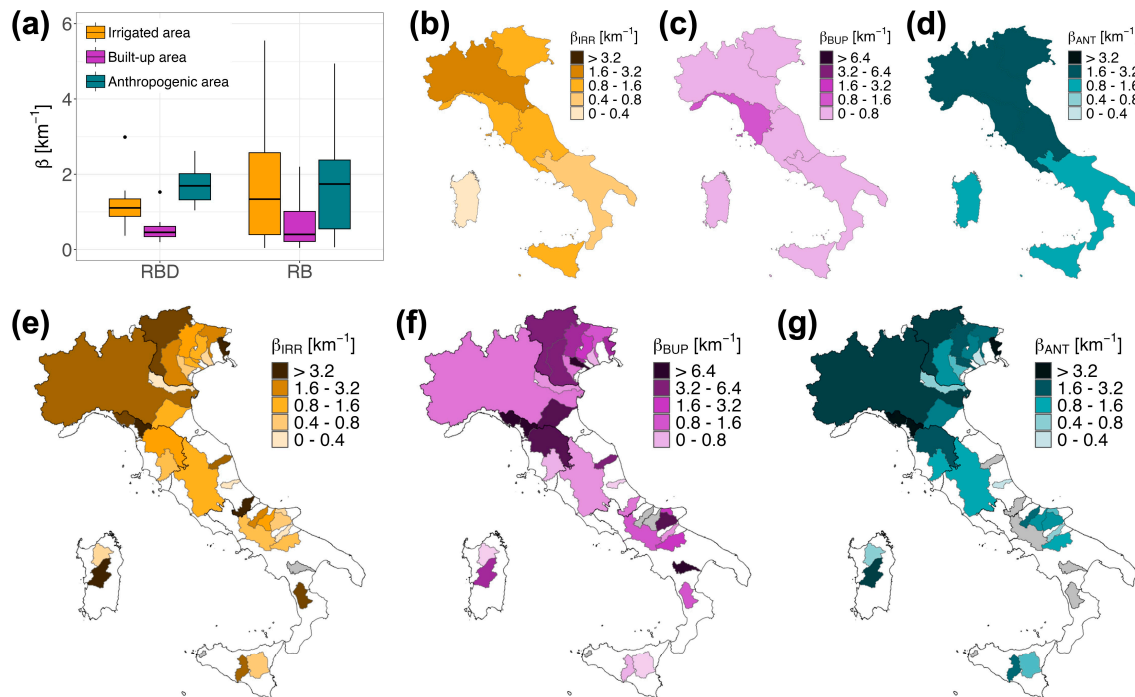 (a)
6
4
2
0
β [km⁻¹]
Irrigated area
Built-up area
Anthropogenic area
RBD
RB
(b)
βIRR [km⁻¹]
> 3.2
1.6 - 3.2
0.8 - 1.6
0.4 - 0.8
0 - 0.4
(c)
βBUP [km⁻¹]
> 6.4
3.2 - 6.4
1.6 - 3.2
0.8 - 1.6
0 - 0.8
(d)
βANT [km⁻¹]
> 3.2
1.6 - 3.2
0.8 - 1.6
0.4 - 0.8
0 - 0.4
(e)
βIRR [km⁻¹]
> 3.2
1.6 - 3.2
0.8 - 1.6
0.4 - 0.8
0 - 0.4
(f)
βBUP [km⁻¹]
> 6.4
3.2 - 6.4
1.6 - 3.2
0.8 - 1.6
0 - 0.8
(g)
βANT [km⁻¹]
> 3.2
1.6 - 3.2
0.8 - 1.6
0.4 - 0.8
0 - 0.4